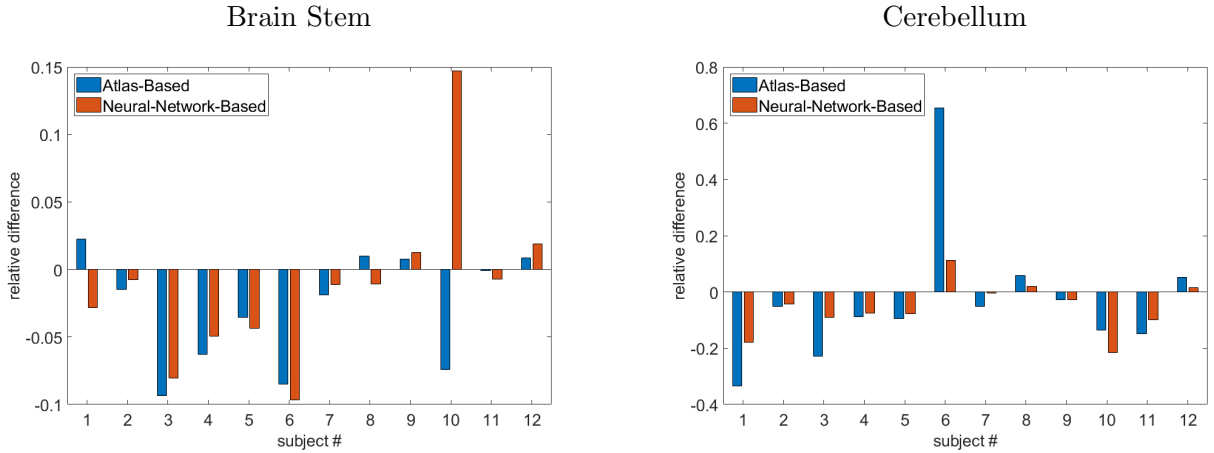 Brain Stem
0.15
0.1
0.05
0
-0.05
-0.1
relative difference
Atlas-Based
Neural-Network-Based
1 2 3 4 5 6 7 8 9 10 11 12
subject #
Cerebellum
0.8
0.6
0.4
0.2
0
-0.2
-0.4
relative difference
Atlas-Based
Neural-Network-Based
1 2 3 4 5 6 7 8 9 10 11 12
subject #